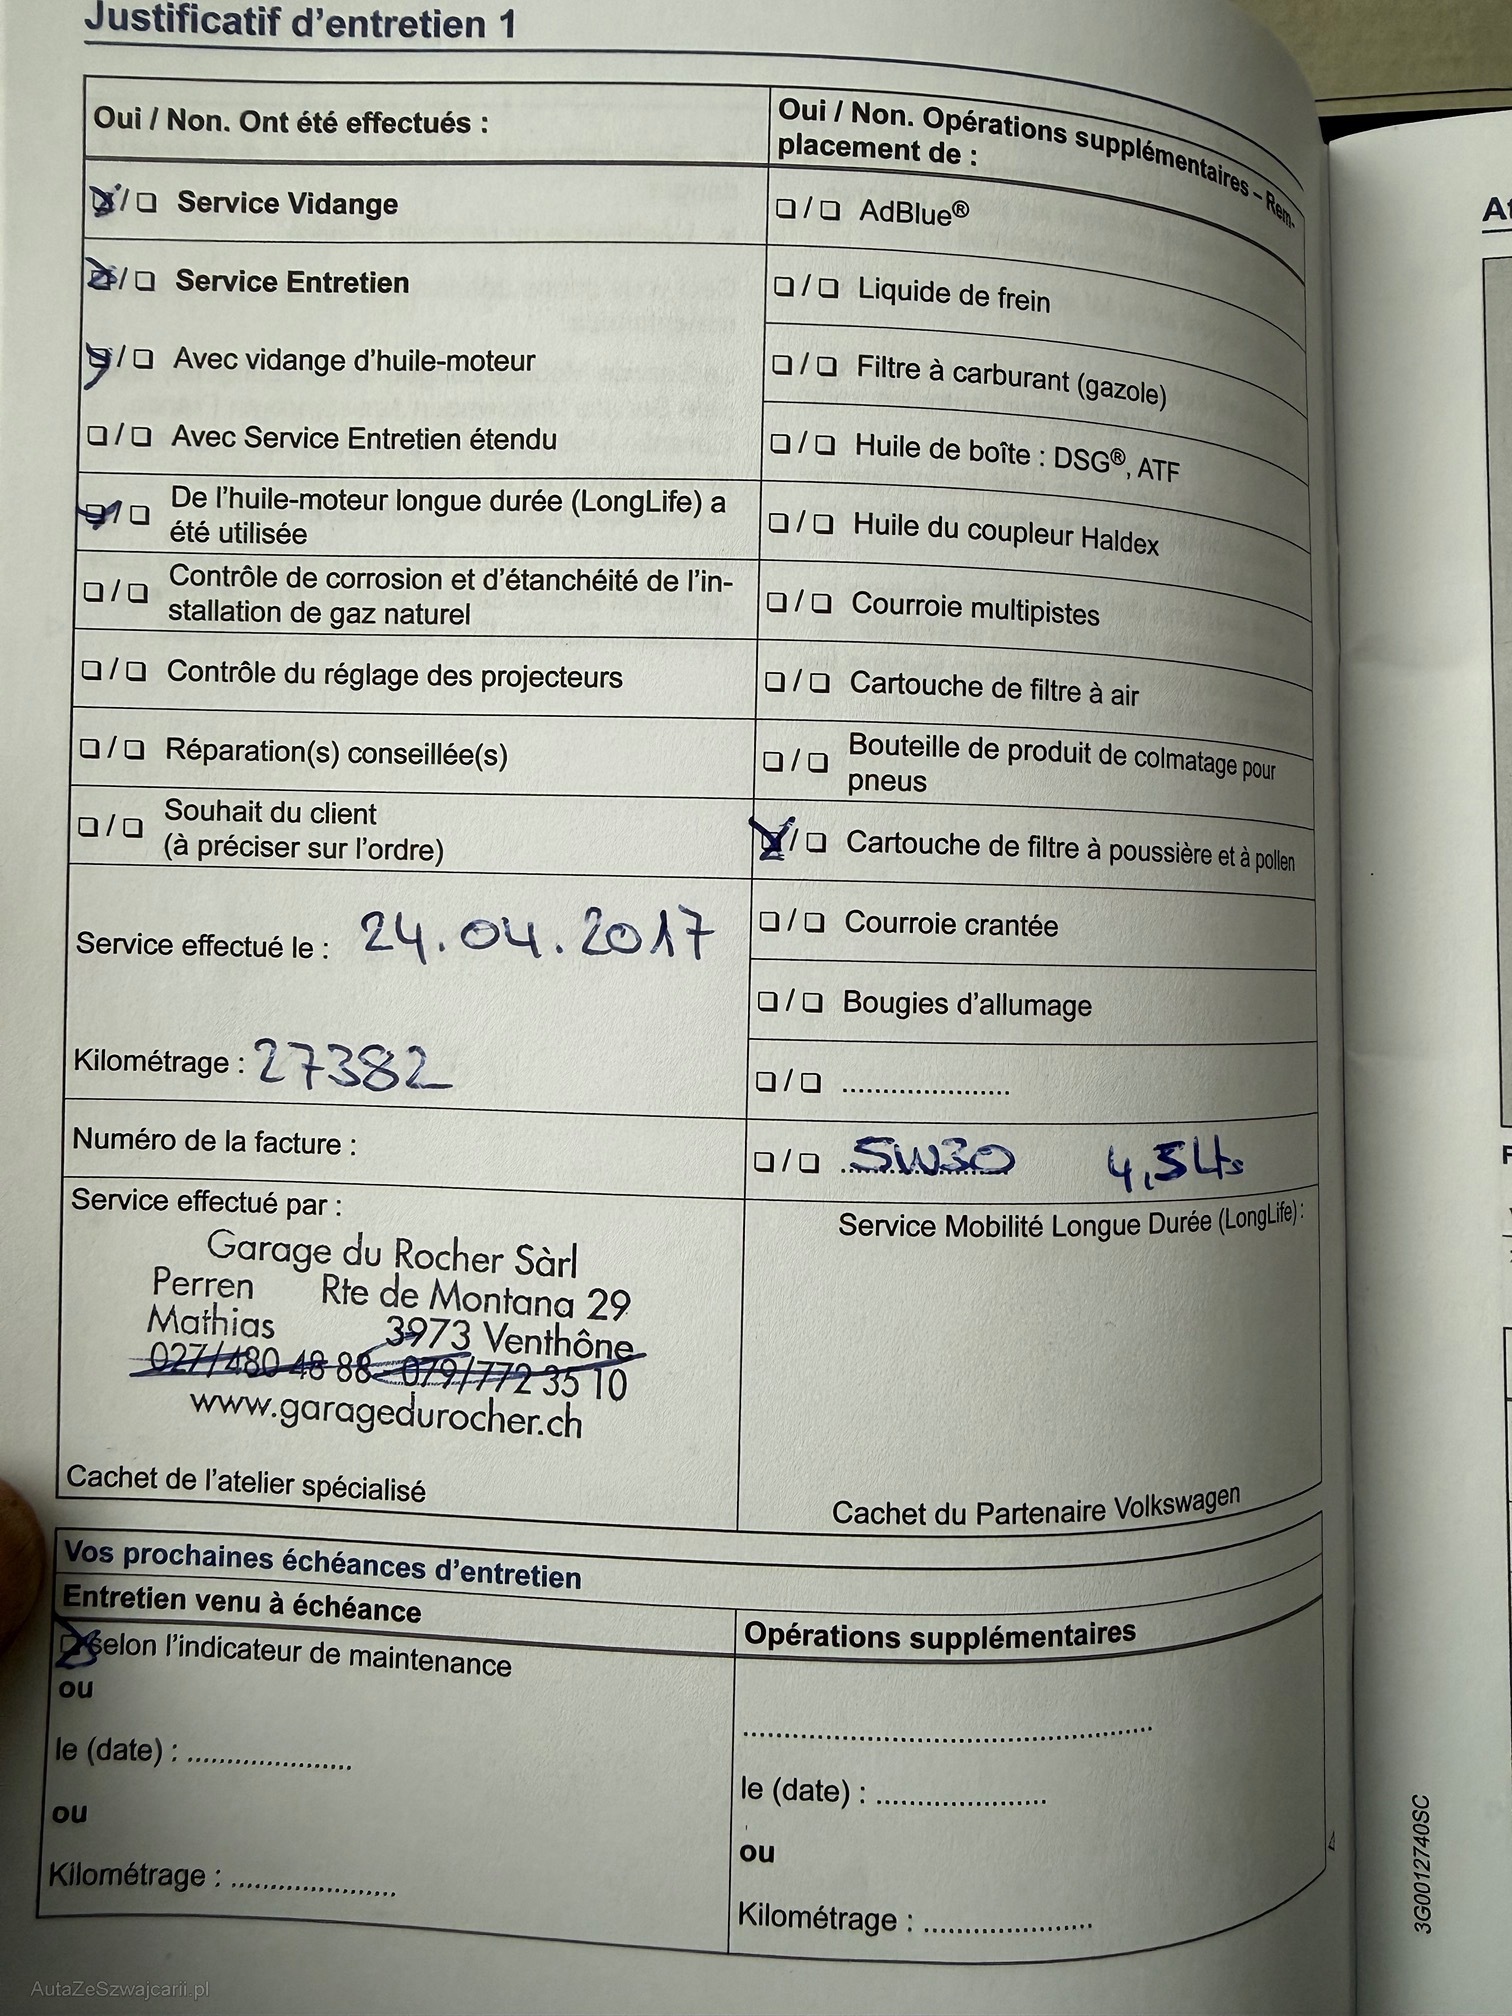 Justificatif d'entretien 1
Oui / Non. Ont été effectués :
☒/❏ Service Vidange
☒/❏ Service Entretien
☒/❏ Avec vidange d'huile-moteur
❏/❏ Avec Service Entretien étendu
☒/❏ De l'huile-moteur longue durée (LongLife) a
été utilisée
❏/❏ Contrôle de corrosion et d'étanchéité de l'in-
stallation de gaz naturel
❏/❏ Contrôle du réglage des projecteurs
❏/❏ Réparation(s) conseillée(s)
❏/❏ Souhait du client
(à préciser sur l'ordre)
Service effectué le : 24.04.2017
Kilométrage : 27382
Numéro de la facture :
Service effectué par :
Garage du Rocher Sàrl
Perren Rte de Montana 29
Mathias 3973 Venthône
027/480 48 88 - 079/772 35 10
www.garagedurocher.ch
Cachet de l'atelier spécialisé
Oui / Non. Opérations supplémentaires – Rem-
placement de :
❏/❏ AdBlue®
❏/❏ Liquide de frein
❏/❏ Filtre à carburant (gazole)
❏/❏ Huile de boîte : DSG®, ATF
❏/❏ Huile du coupleur Haldex
❏/❏ Courroie multipistes
❏/❏ Cartouche de filtre à air
❏/❏ Bouteille de produit de colmatage pour
pneus
☒/❏ Cartouche de filtre à poussière et à pollen
❏/❏ Courroie crantée
❏/❏ Bougies d'allumage
❏/❏ .....................
❏/❏ 5W30 4,5Lts
Service Mobilité Longue Durée (LongLife) :
Cachet du Partenaire Volkswagen
Vos prochaines échéances d'entretien
Entretien venu à échéance
☒ selon l'indicateur de maintenance
ou
le (date) : .....................
ou
Kilométrage : .....................
Opérations supplémentaires
....................................................
le (date) : .....................
ou
Kilométrage : .....................
3G0012740SC
AutaZeSzwajcarii.pl